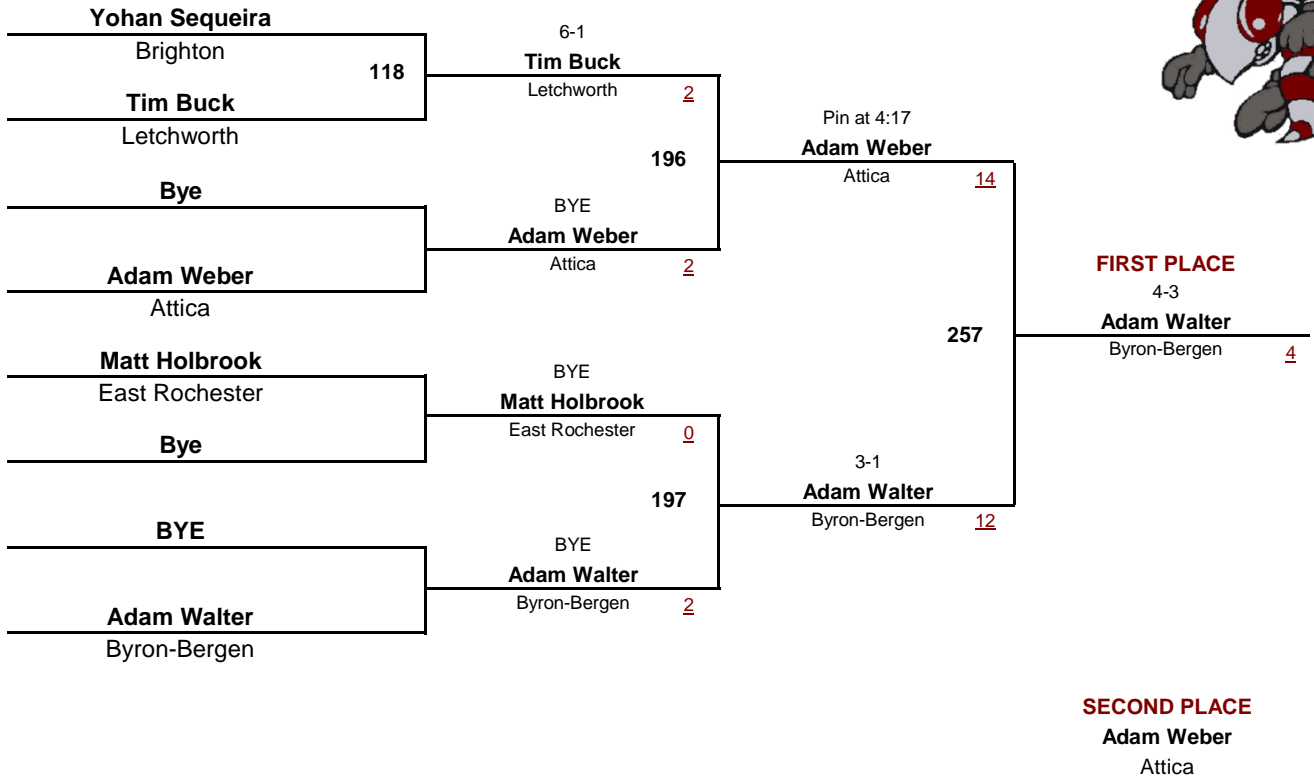 Yohan Sequeira
Brighton
118
Tim Buck
Letchworth
Bye
Adam Weber
Attica
Matt Holbrook
East Rochester
Bye
BYE
Adam Walter
Byron-Bergen
6-1
Tim Buck
Letchworth 2
196
BYE
Adam Weber
Attica 2
BYE
Matt Holbrook
East Rochester 0
197
BYE
Adam Walter
Byron-Bergen 2
Pin at 4:17
Adam Weber
Attica 14
257
3-1
Adam Walter
Byron-Bergen 12
FIRST PLACE
4-3
Adam Walter
Byron-Bergen 4
SECOND PLACE
Adam Weber
Attica